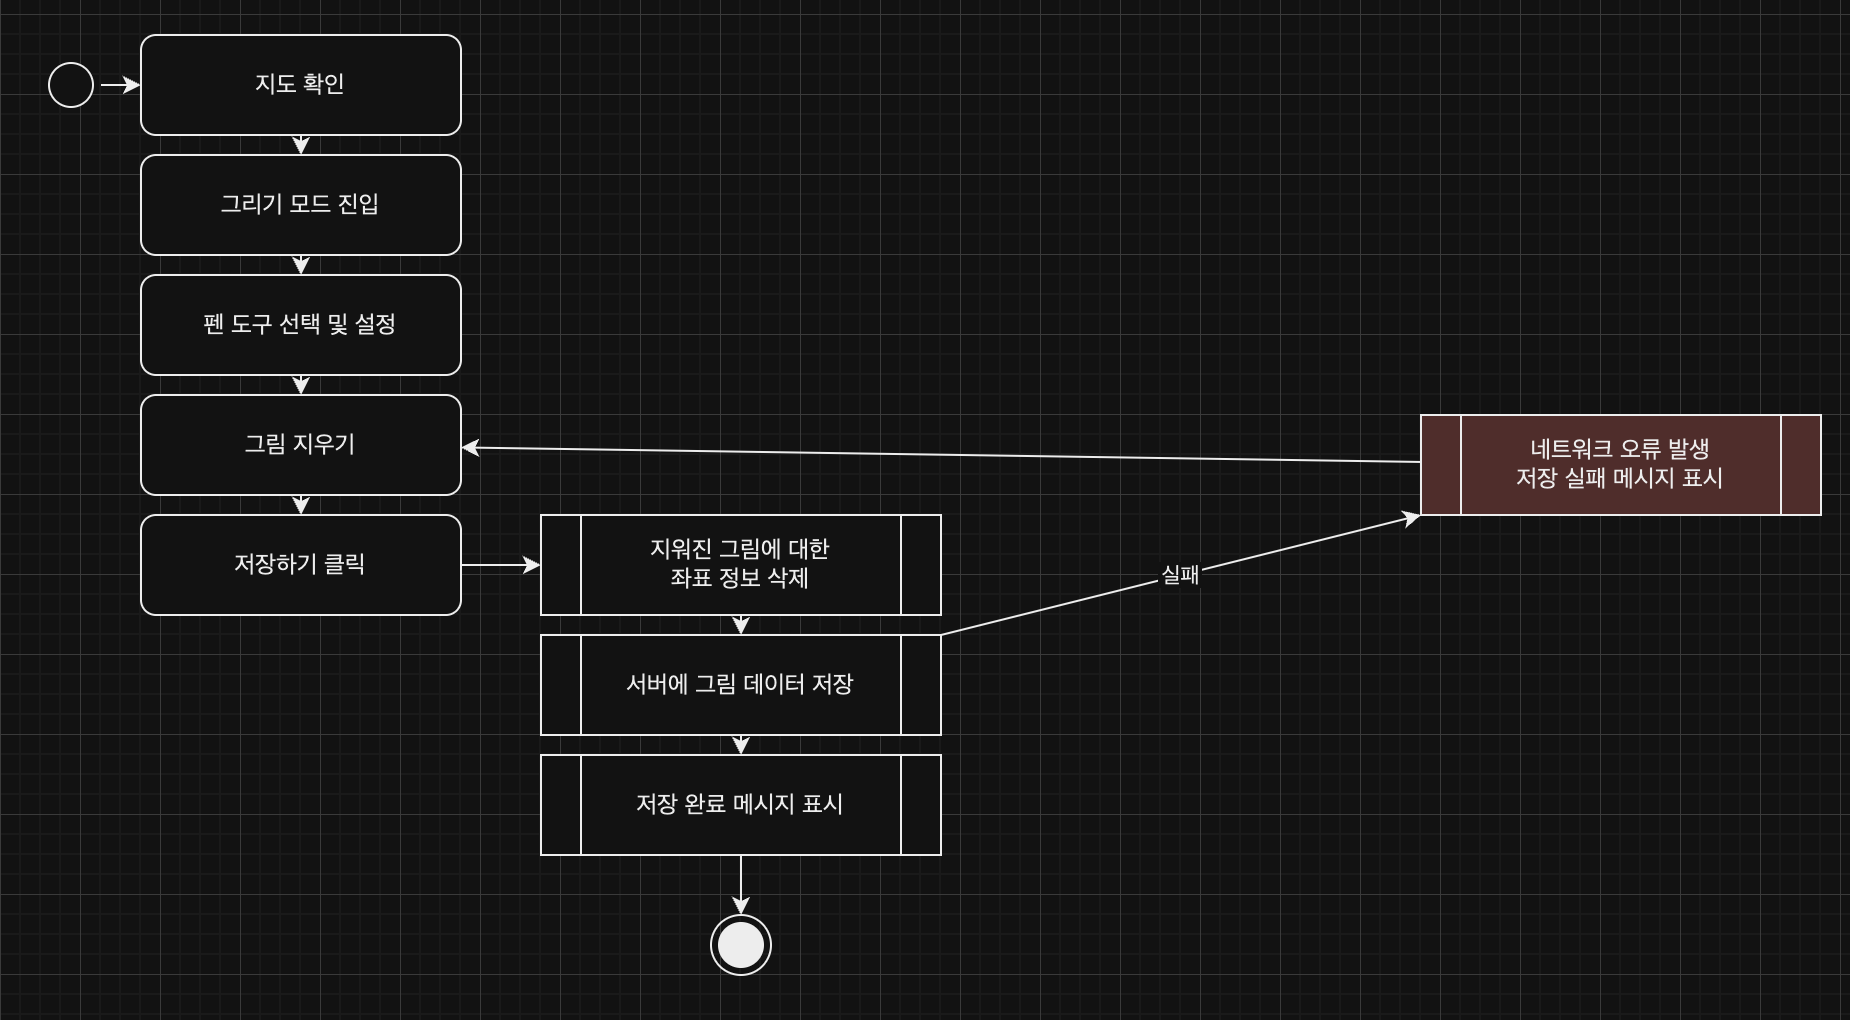 지도 확인
그리기 모드 진입
펜 도구 선택 및 설정
그림 지우기
저장하기 클릭
지워진 그림에 대한
좌표 정보 삭제
서버에 그림 데이터 저장
저장 완료 메시지 표시
실패
네트워크 오류 발생
저장 실패 메시지 표시